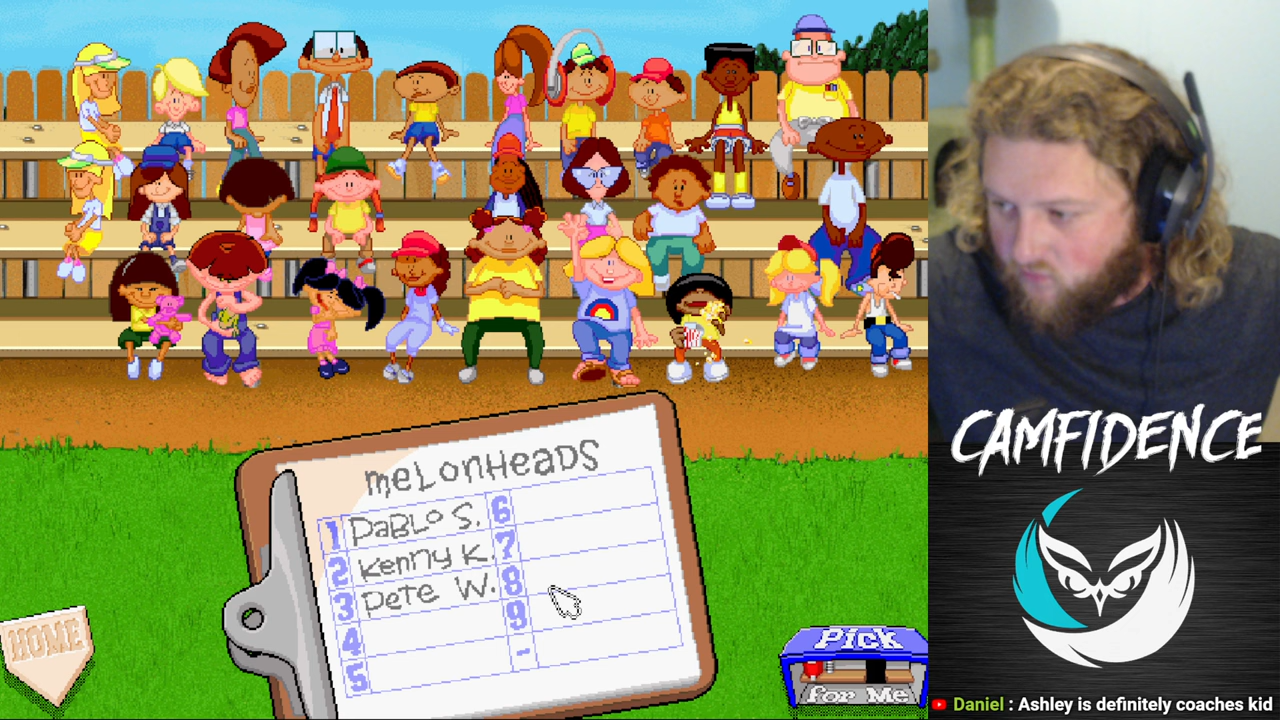 meLonHeaDS
1 PaBLo S.
2 Kenny K.
3 Pete W.
4
5
6
7
8
9
-
HOME
Pick
for Me
CAMFIDENCE
Daniel : Ashley is definitely coaches kid